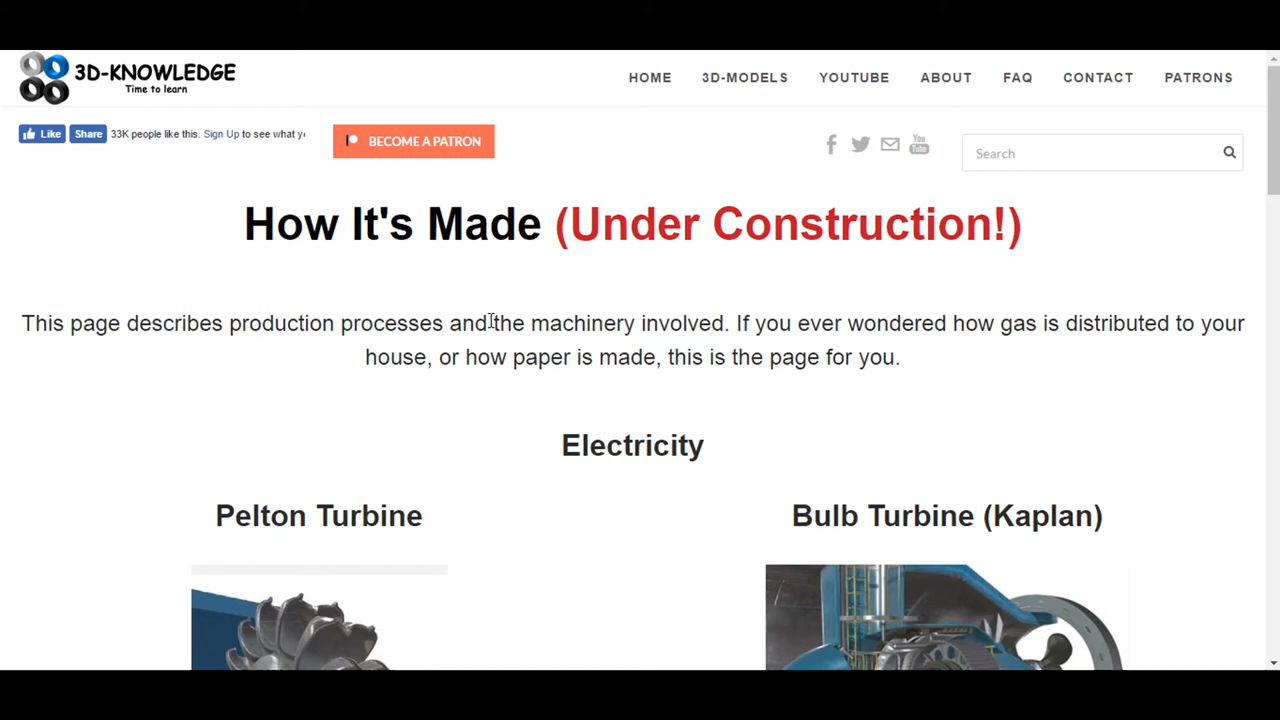 3D-KNOWLEDGE
Time to learn
HOME 3D-MODELS YOUTUBE ABOUT FAQ CONTACT PATRONS
Like Share 33K people like this. Sign Up to see what yo
BECOME A PATRON
You Tube
Search
How It's Made (Under Construction!)
This page describes production processes and the machinery involved. If you ever wondered how gas is distributed to your
house, or how paper is made, this is the page for you.
Electricity
Pelton Turbine
Bulb Turbine (Kaplan)